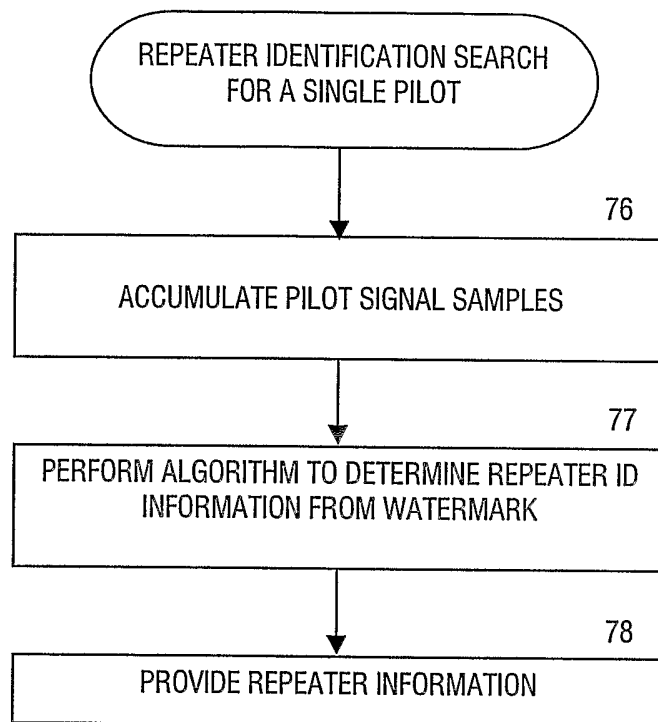 REPEATER IDENTIFICATION SEARCH
FOR A SINGLE PILOT
76
ACCUMULATE PILOT SIGNAL SAMPLES
77
PERFORM ALGORITHM TO DETERMINE REPEATER ID
INFORMATION FROM WATERMARK
78
PROVIDE REPEATER INFORMATION